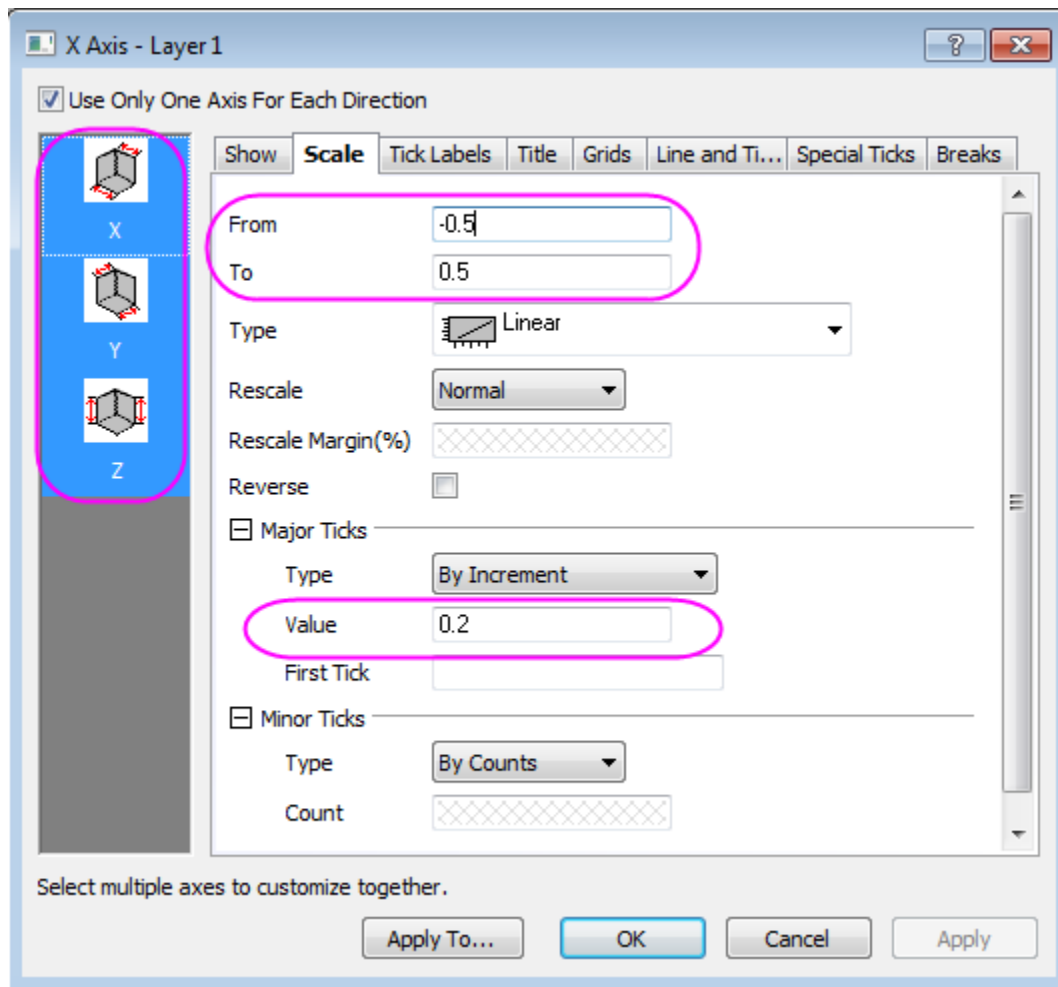 X Axis - Layer 1
Use Only One Axis For Each Direction
X
Y
Z
Show Scale Tick Labels Title Grids Line and Ti... Special Ticks Breaks
From -0.5
To 0.5
Type Linear
Rescale Normal
Rescale Margin(%)
Reverse
Major Ticks
Type By Increment
Value 0.2
First Tick
Minor Ticks
Type By Counts
Count
Select multiple axes to customize together.
Apply To... OK Cancel Apply